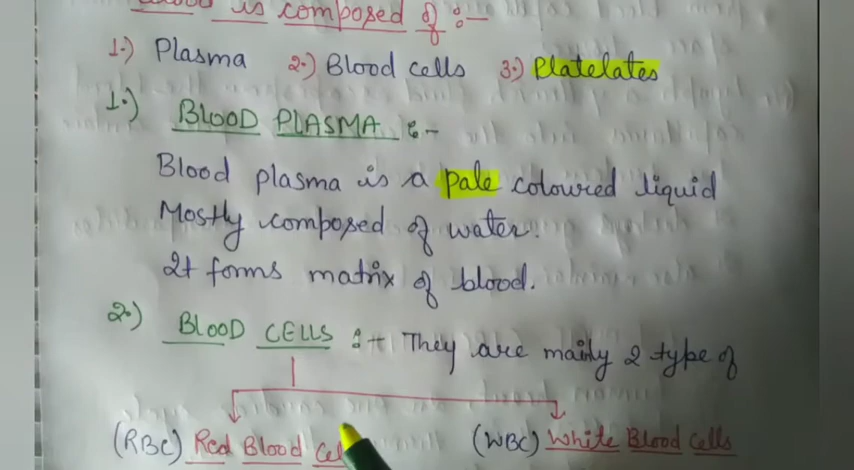 Blood is composed of :-
1.) Plasma 2.) Blood cells 3.) Platelates
1.) BLOOD PLASMA :-
Blood plasma is a pale coloured liquid
Mostly composed of water.
It forms matrix of blood.
2.) BLOOD CELLS :- They are mainly 2 type of
(RBC) Red Blood Cel (WBC) White Blood Cells